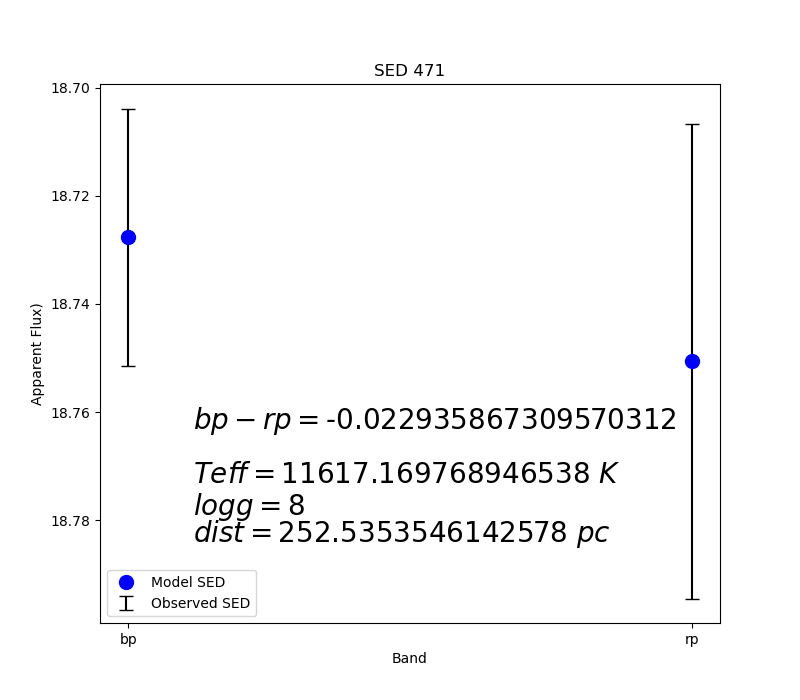 SED 471
18.70
18.72
18.74
18.76
18.78
Apparent Flux)
bp − rp = -0.022935867309570312
Teff = 11617.169768946538 K
logg = 8
dist = 252.5353546142578 pc
Model SED
Observed SED
bp
rp
Band